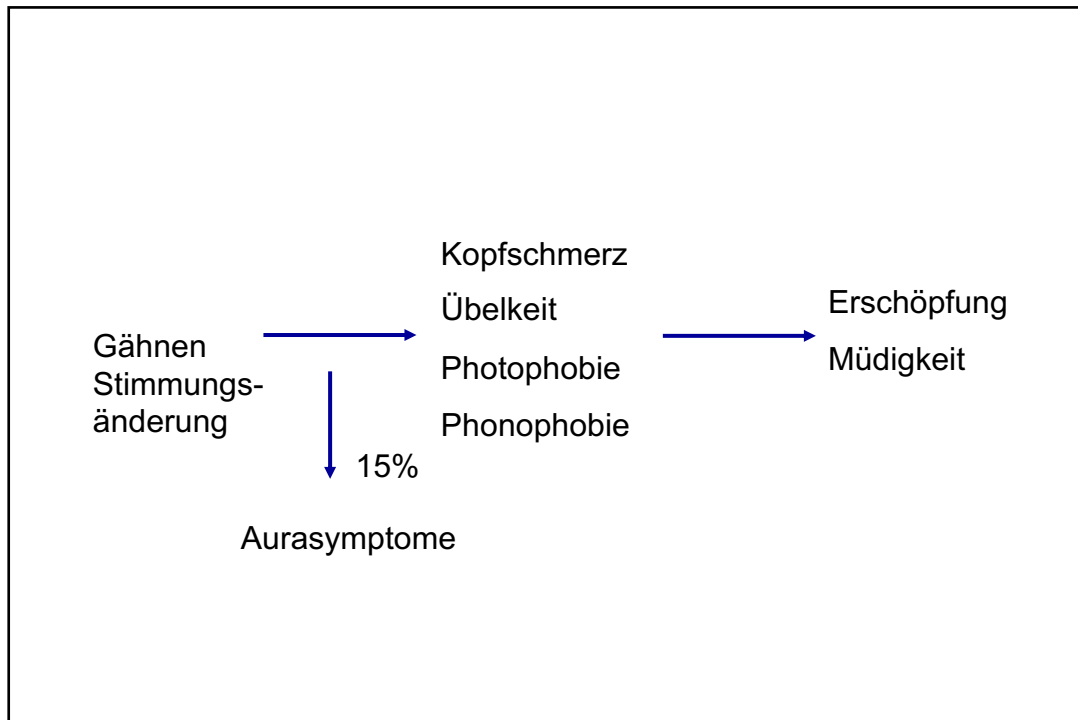 Gähnen
Stimmungs-
änderung
Kopfschmerz
Übelkeit
Photophobie
Phonophobie
15%
Aurasymptome
Erschöpfung
Müdigkeit